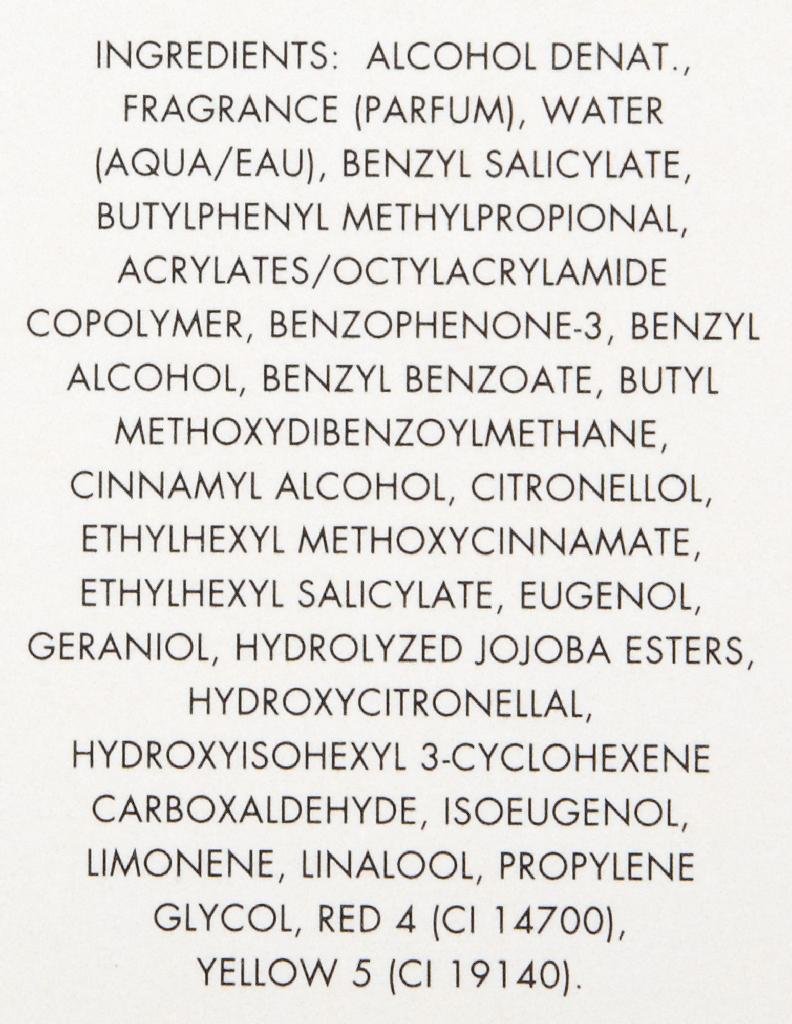 INGREDIENTS: ALCOHOL DENAT.,
FRAGRANCE (PARFUM), WATER
(AQUA/EAU), BENZYL SALICYLATE,
BUTYLPHENYL METHYLPROPIONAL,
ACRYLATES/OCTYLACRYLAMIDE
COPOLYMER, BENZOPHENONE-3, BENZYL
ALCOHOL, BENZYL BENZOATE, BUTYL
METHOXYDIBENZOYLMETHANE,
CINNAMYL ALCOHOL, CITRONELLOL,
ETHYLHEXYL METHOXYCINNAMATE,
ETHYLHEXYL SALICYLATE, EUGENOL,
GERANIOL, HYDROLYZED JOJOBA ESTERS,
HYDROXYCITRONELLAL,
HYDROXYISOHEXYL 3-CYCLOHEXENE
CARBOXALDEHYDE, ISOEUGENOL,
LIMONENE, LINALOOL, PROPYLENE
GLYCOL, RED 4 (CI 14700),
YELLOW 5 (CI 19140).